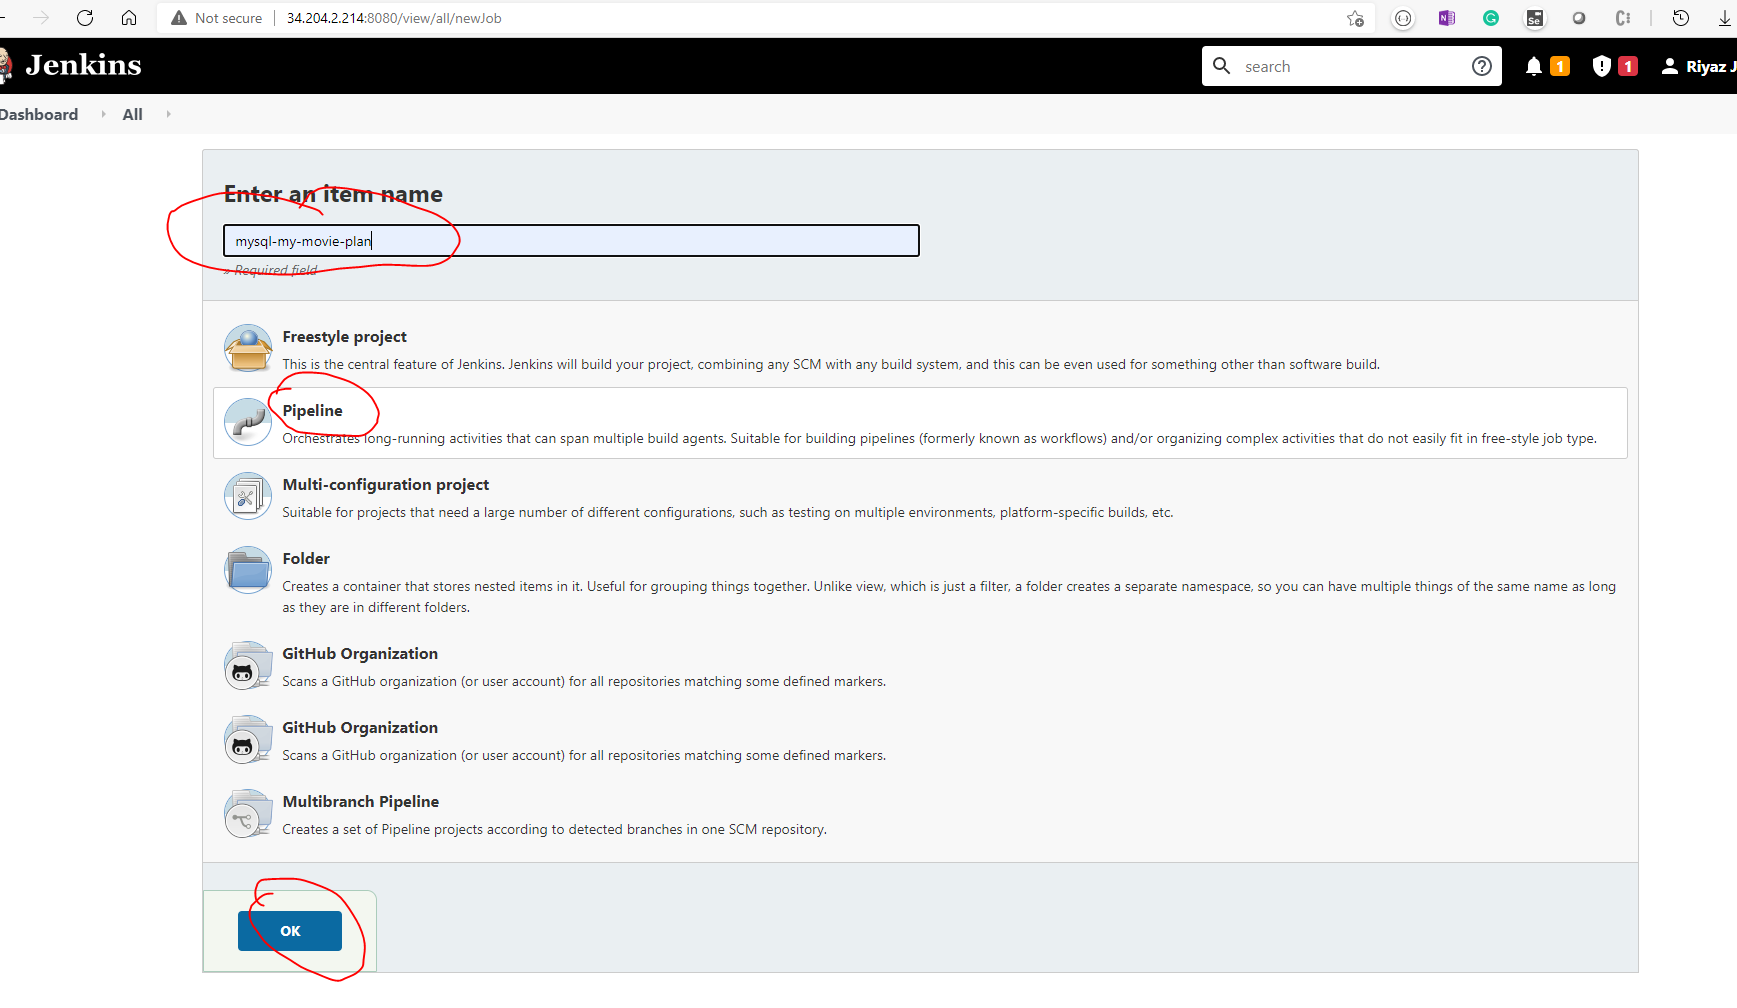 Not secure
34.204.2.214:8080/view/all/newJob
Se
Jenkins
search
1
1
Riyaz J
Dashboard
All
Enter an item name
mysql-my-movie-plan
» Required field
Freestyle project
This is the central feature of Jenkins. Jenkins will build your project, combining any SCM with any build system, and this can be even used for something other than software build.
Pipeline
Orchestrates long-running activities that can span multiple build agents. Suitable for building pipelines (formerly known as workflows) and/or organizing complex activities that do not easily fit in free-style job type.
Multi-configuration project
Suitable for projects that need a large number of different configurations, such as testing on multiple environments, platform-specific builds, etc.
Folder
Creates a container that stores nested items in it. Useful for grouping things together. Unlike view, which is just a filter, a folder creates a separate namespace, so you can have multiple things of the same name as long
as they are in different folders.
GitHub Organization
Scans a GitHub organization (or user account) for all repositories matching some defined markers.
GitHub Organization
Scans a GitHub organization (or user account) for all repositories matching some defined markers.
Multibranch Pipeline
Creates a set of Pipeline projects according to detected branches in one SCM repository.
OK